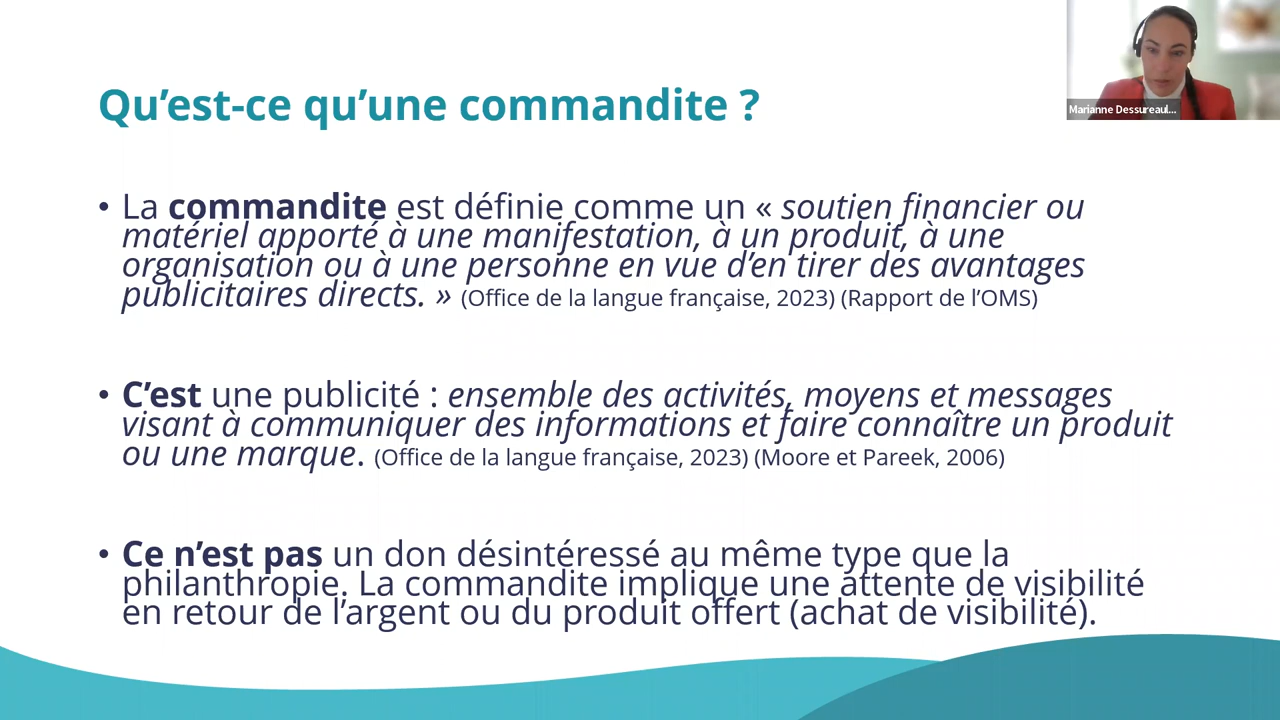 Qu’est-ce qu’une commandite ?
Marianne Dessureaul...
• La commandite est définie comme un « soutien financier ou
matériel apporté à une manifestation, à un produit, à une
organisation ou à une personne en vue d’en tirer des avantages
publicitaires directs. » (Office de la langue française, 2023) (Rapport de l’OMS)
• C’est une publicité : ensemble des activités, moyens et messages
visant à communiquer des informations et faire connaître un produit
ou une marque. (Office de la langue française, 2023) (Moore et Pareek, 2006)
• Ce n’est pas un don désintéressé au même type que la
philanthropie. La commandite implique une attente de visibilité
en retour de l’argent ou du produit offert (achat de visibilité).